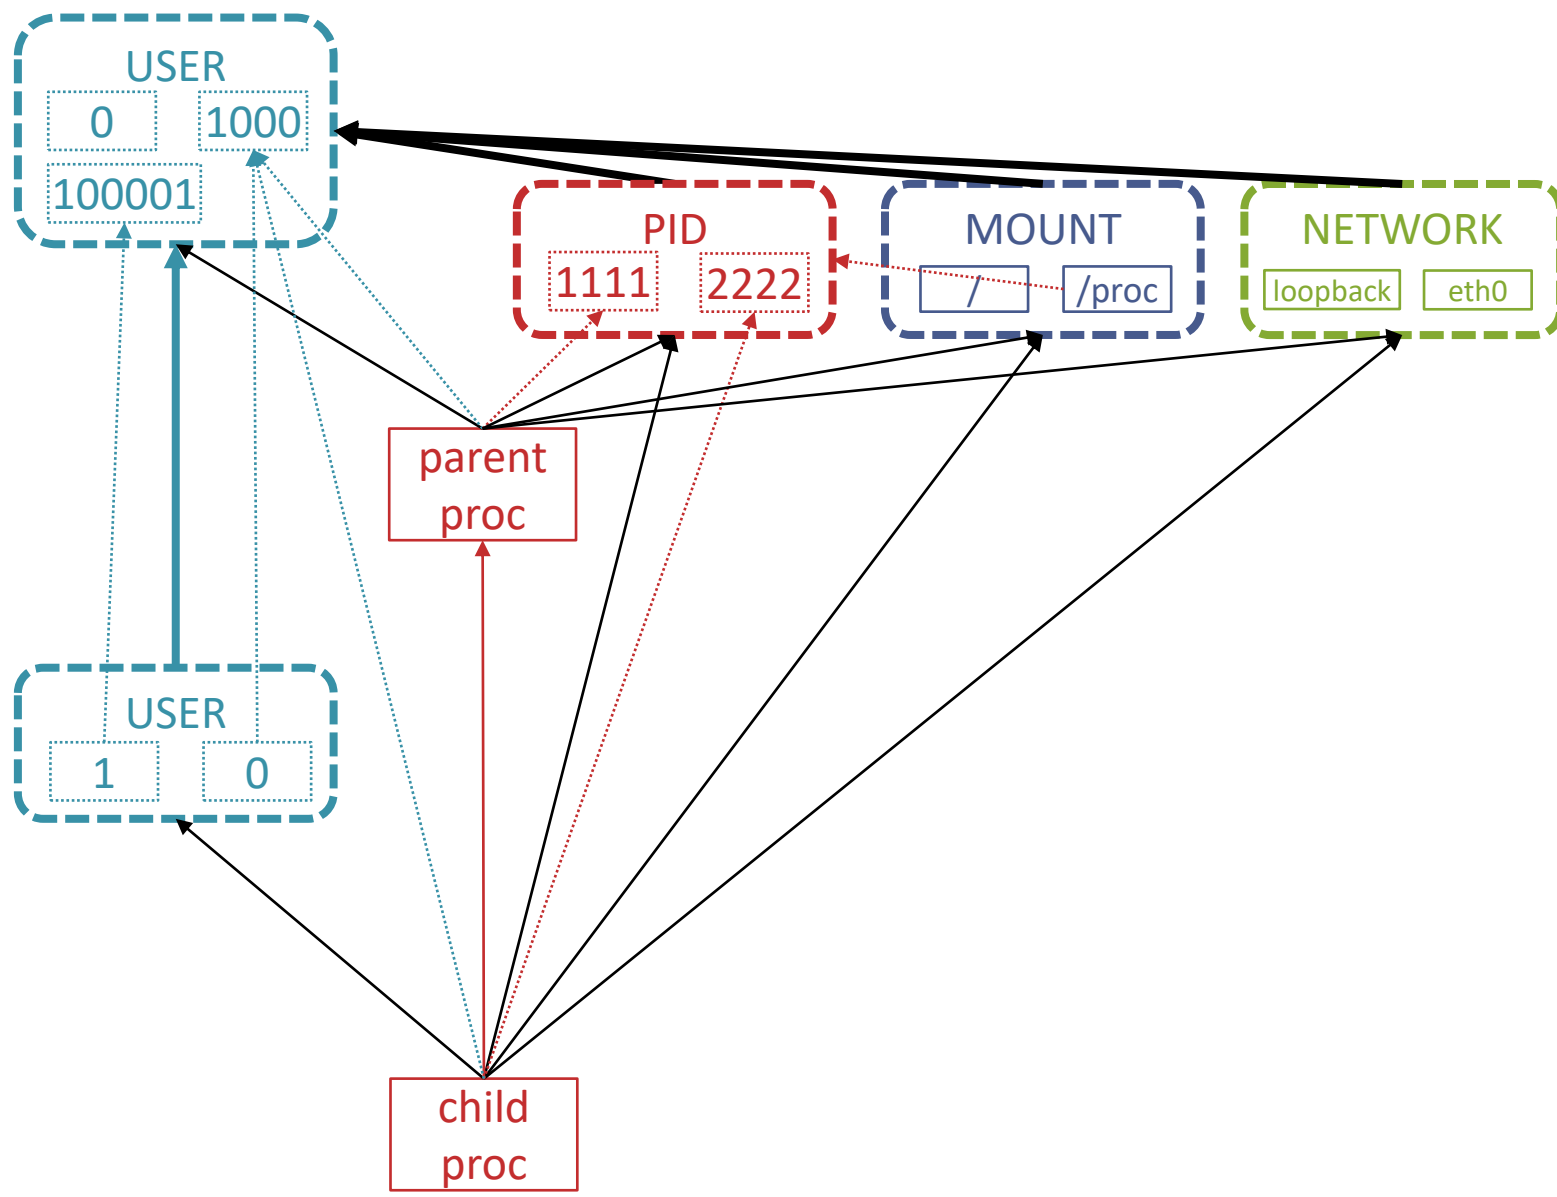 USER
0
1000
100001
PID
1111
2222
MOUNT
/
/proc
NETWORK
loopback
eth0
parent
proc
USER
1
0
child
proc